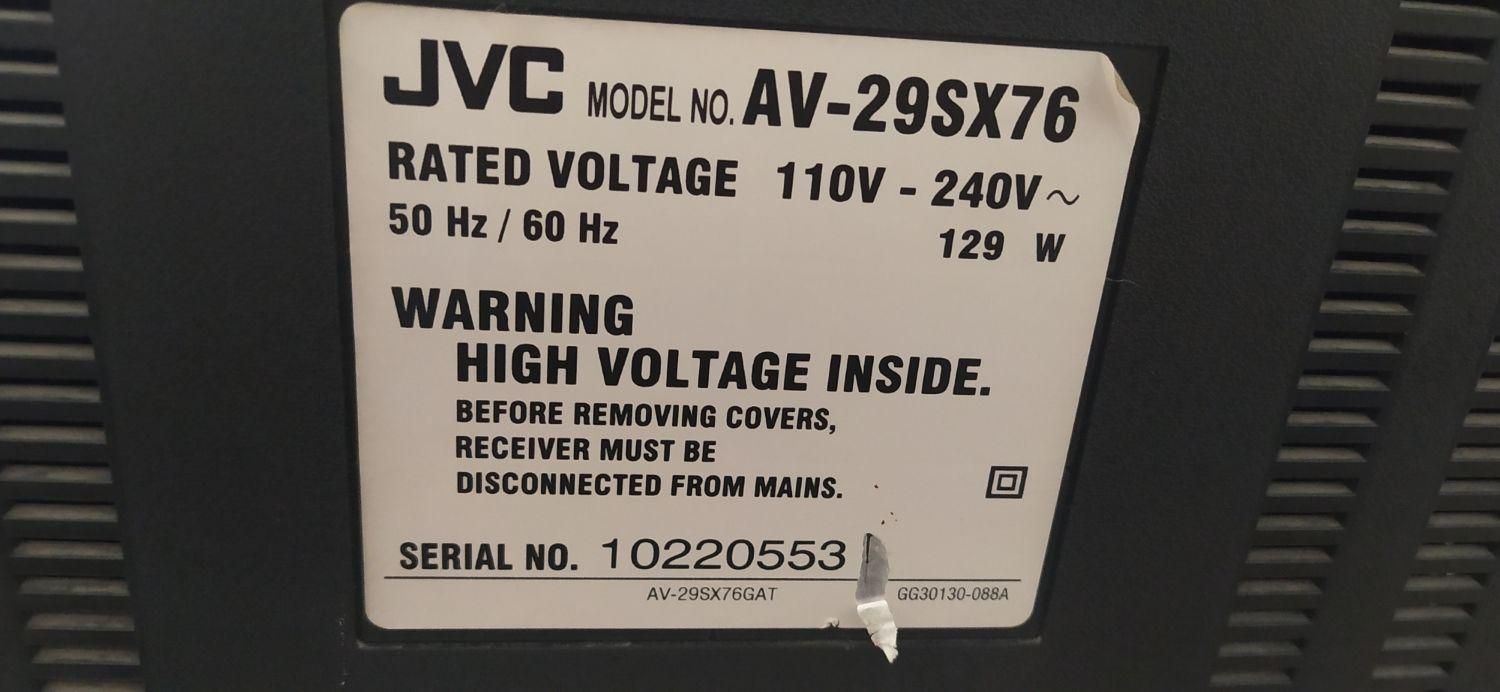 JVC MODEL NO. AV-29SX76
RATED VOLTAGE 110V - 240V~
50 Hz / 60 Hz 129 W
WARNING
HIGH VOLTAGE INSIDE.
BEFORE REMOVING COVERS,
RECEIVER MUST BE
DISCONNECTED FROM MAINS.
SERIAL NO. 10220553
AV-29SX76GAT GG30130-088A